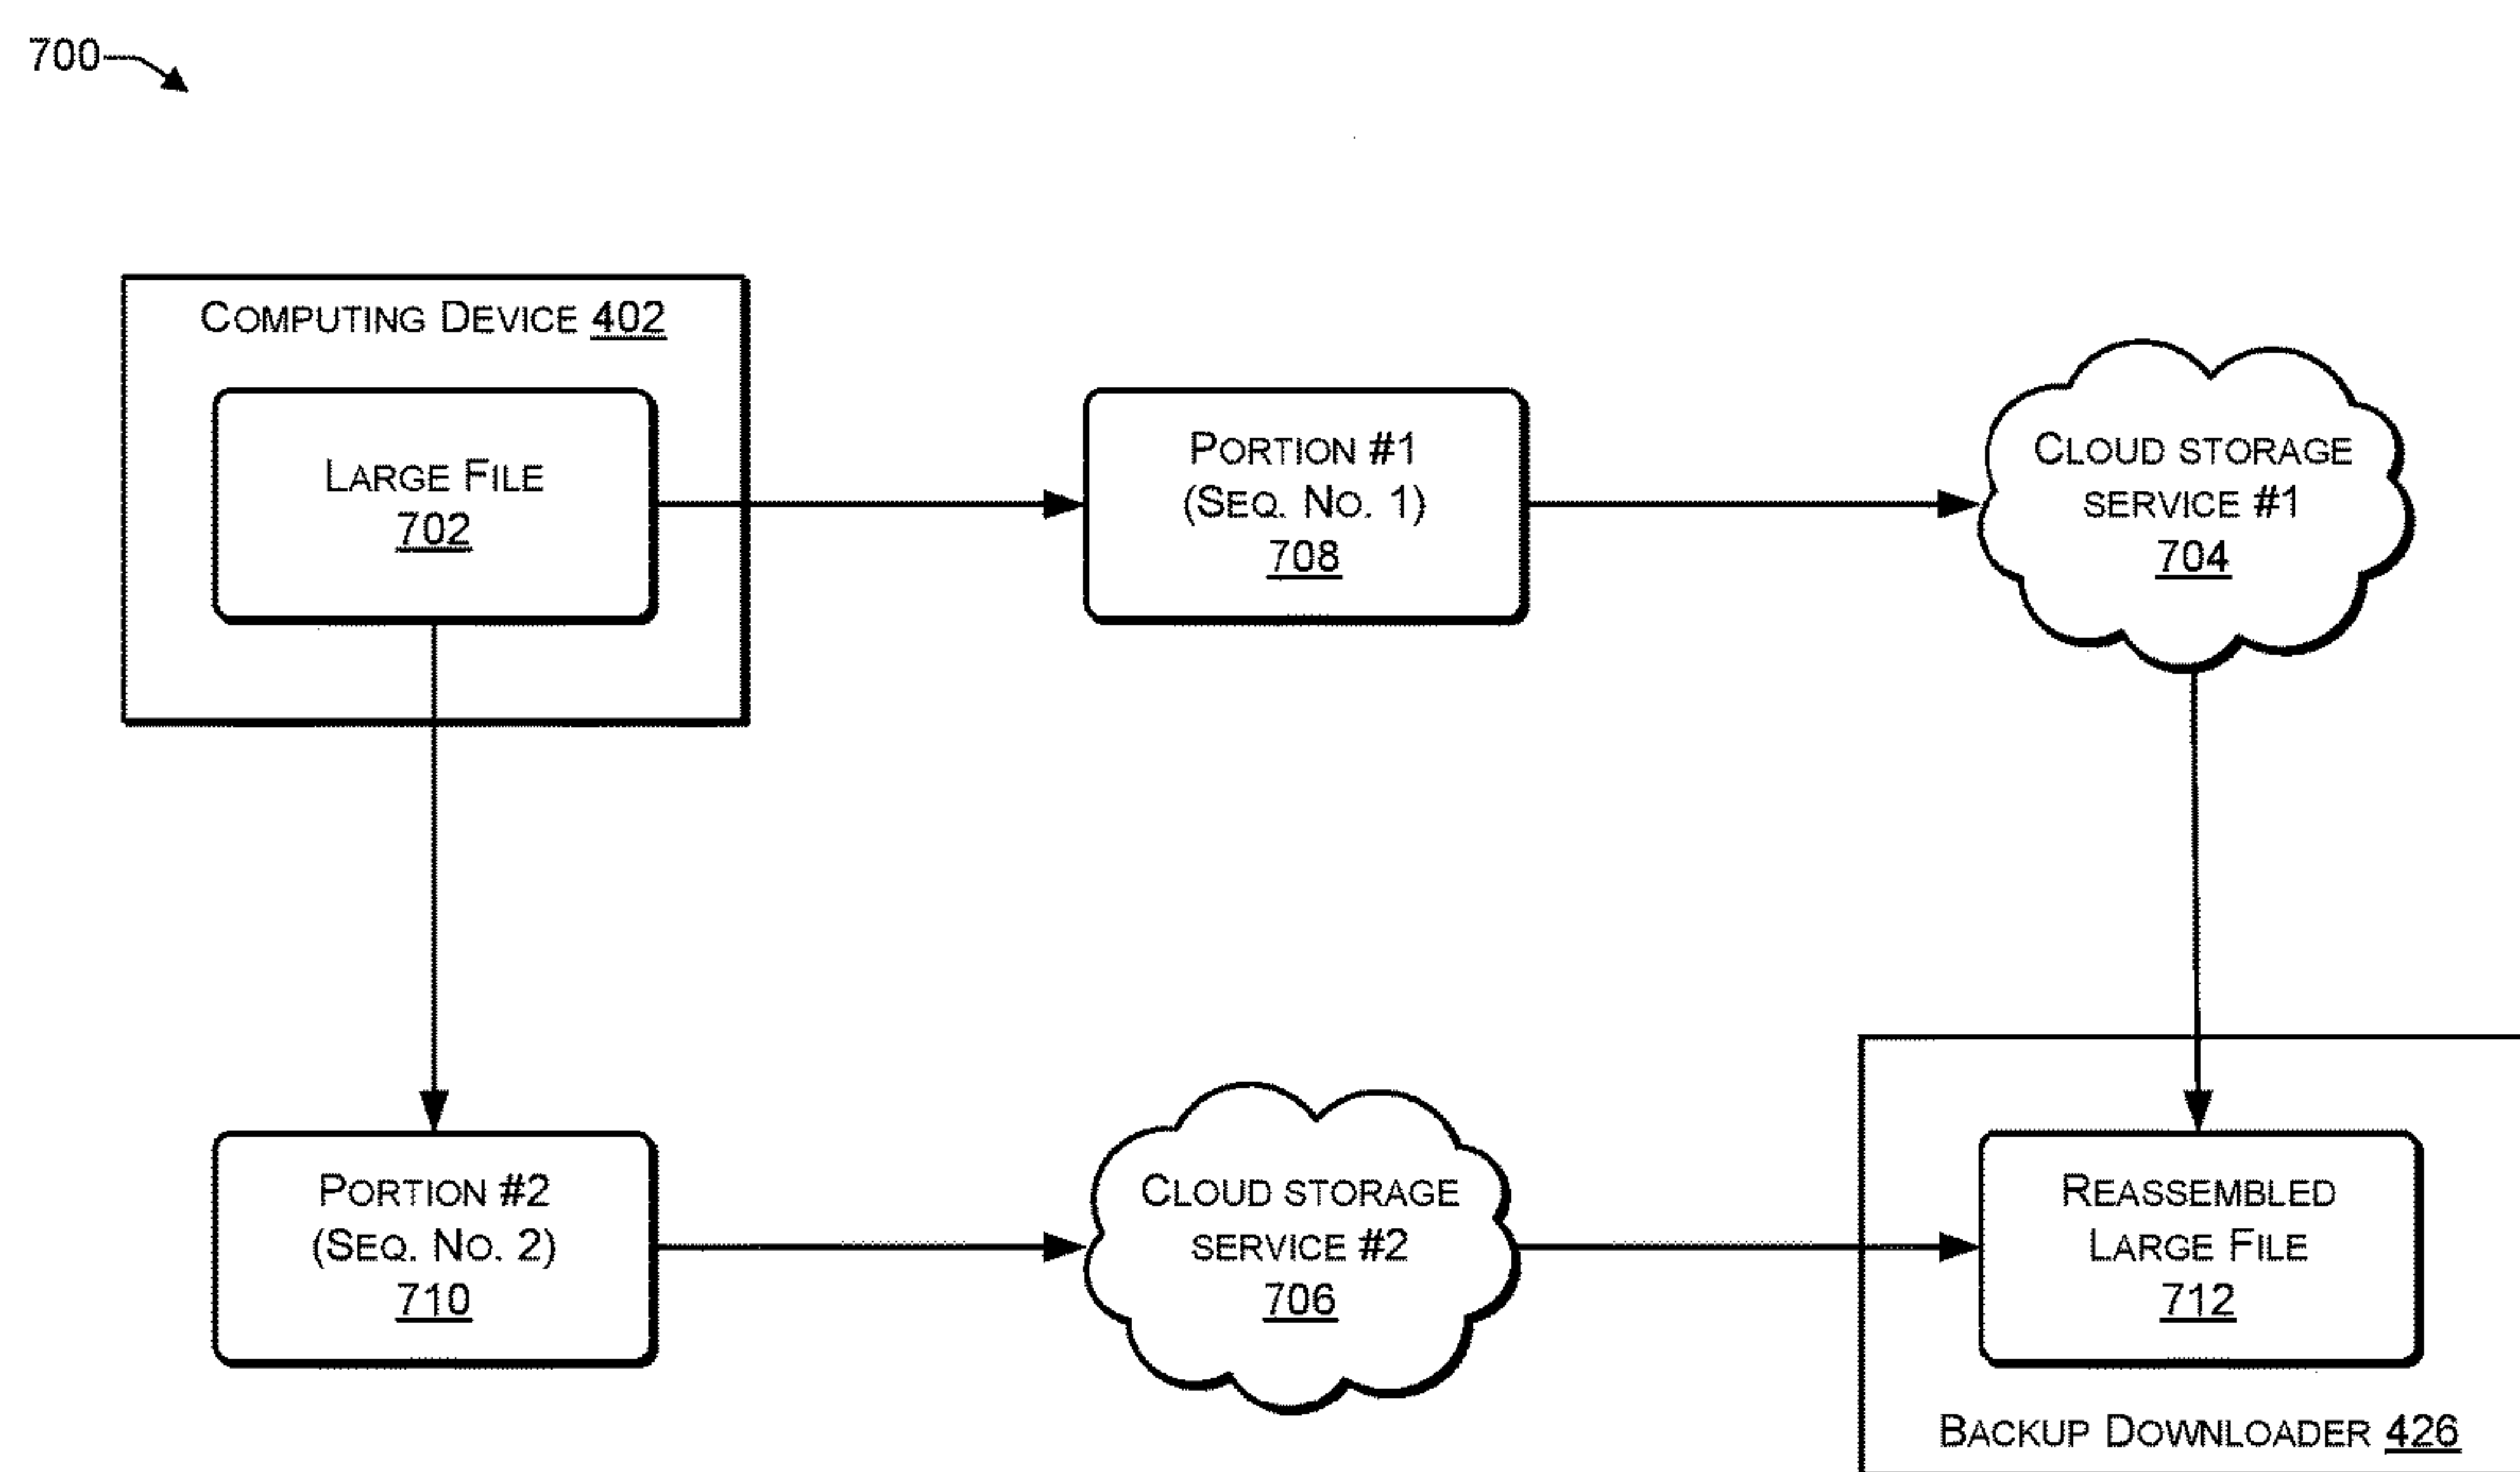 700
COMPUTING DEVICE 402
LARGE FILE
702
PORTION #1
(SEQ. NO. 1)
708
CLOUD STORAGE
SERVICE #1
704
PORTION #2
(SEQ. NO. 2)
710
CLOUD STORAGE
SERVICE #2
706
REASSEMBLED
LARGE FILE
712
BACKUP DOWNLOADER 426